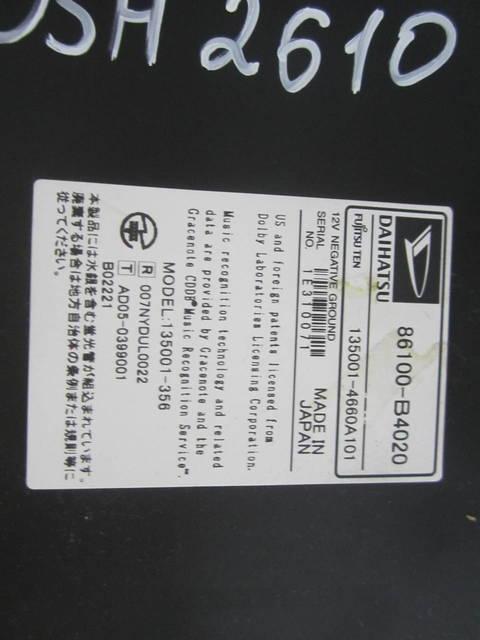 OSH 2610
DAIHATSU
86100-B4020
FUJITSU TEN
135001-4660A101
12V NEGATIVE GROUND
SERIAL NO.
1E310071
MADE IN JAPAN
US and foreign patents licensed from
Dolby Laboratories Licensing Corporation.
Music recognition technology and related
data are provided by Gracenote and the
Gracenote CDDB® Music Recognition Service℠.
MODEL:135001-356
R 007NYDUL0022
T AD05-0399001
B02221
本製品には水銀を含む蛍光管が組込まれています。
廃棄する場合は地方自治体の条例または規則等に
従ってください。